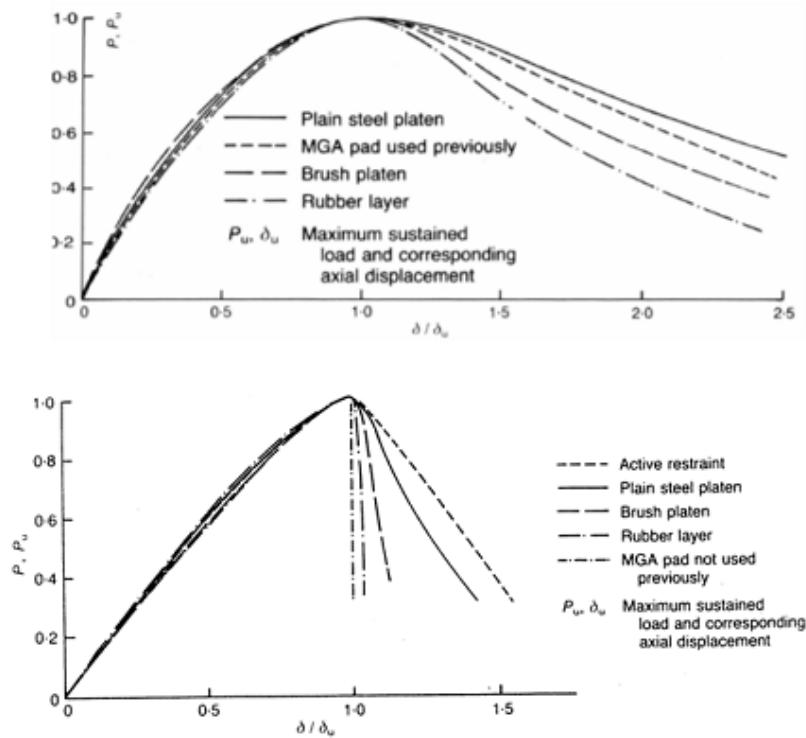 1·0
P, Pu
0·8
Plain steel platen
0·6
MGA pad used previously
0·4
Brush platen
Rubber layer
0·2
Pu, δu Maximum sustained
load and corresponding
axial displacement
0
0 0·5 1·0 1·5 2·0 2·5
δ / δu
1·0
0·8
0·6
P, Pu
0·4
0·2
0
0 0·5 1·0 1·5
δ / δu
Active restraint
Plain steel platen
Brush platen
Rubber layer
MGA pad not used
previously
Pu, δu Maximum sustained
load and corresponding
axial displacement